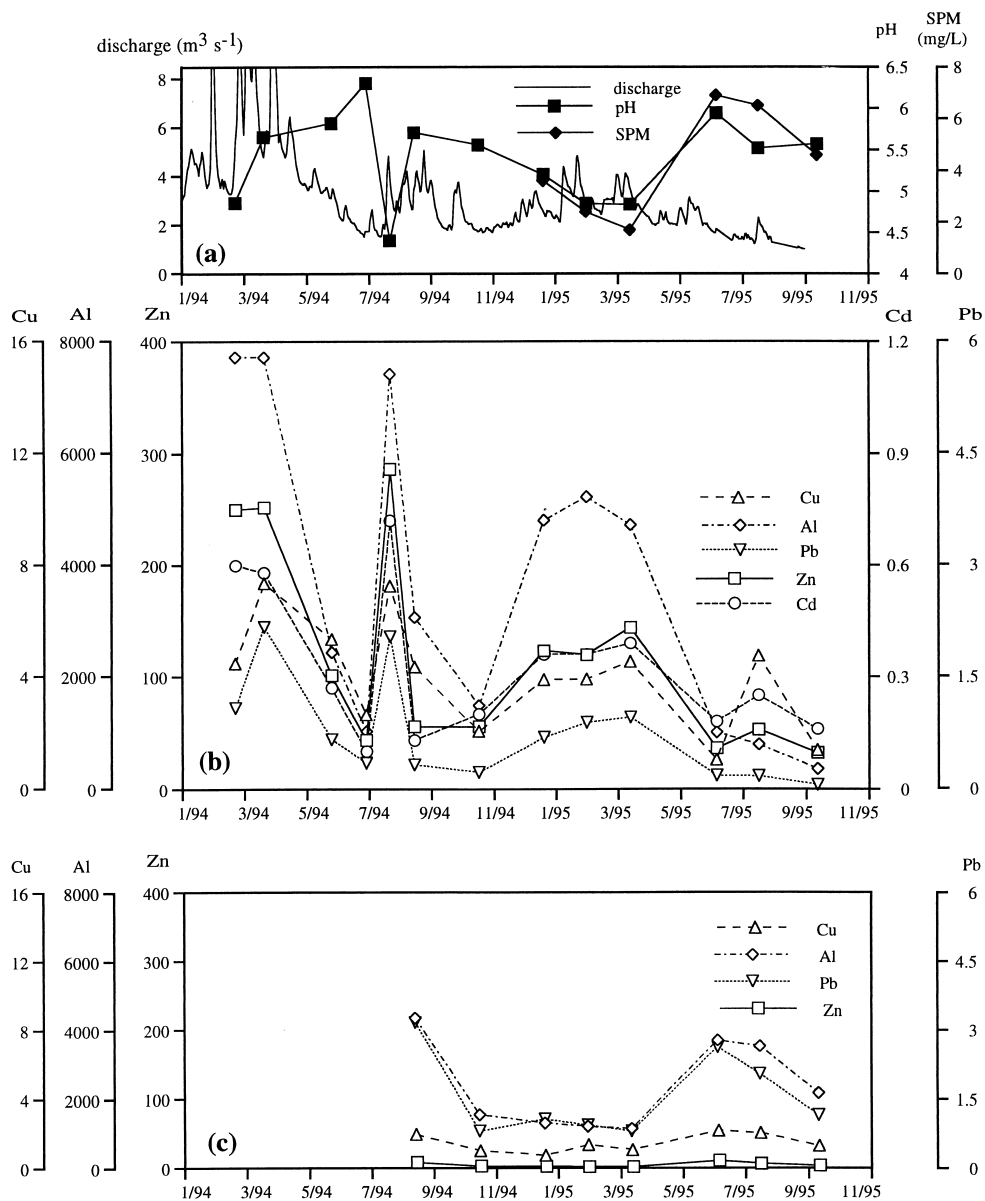 discharge (m3 s-1)
pH
SPM
(mg/L)
8
6
4
2
0
6.5
6
5.5
5
4.5
4
8
6
4
2
0
discharge
pH
SPM
(a)
1/94 3/94 5/94 7/94 9/94 11/94 1/95 3/95 5/95 7/95 9/95 11/95
Cu Al Zn Cd Pb
16 8000 400 1.2 6
12 6000 300 0.9 4.5
8 4000 200 0.6 3
4 2000 100 0.3 1.5
0 0 0 0 0
Cu
Al
Pb
Zn
Cd
(b)
1/94 3/94 5/94 7/94 9/94 11/94 1/95 3/95 5/95 7/95 9/95 11/95
Cu Al Zn Pb
16 8000 400 6
12 6000 300 4.5
8 4000 200 3
4 2000 100 1.5
0 0 0 0
Cu
Al
Pb
Zn
(c)
1/94 3/94 5/94 7/94 9/94 11/94 1/95 3/95 5/95 7/95 9/95 11/95